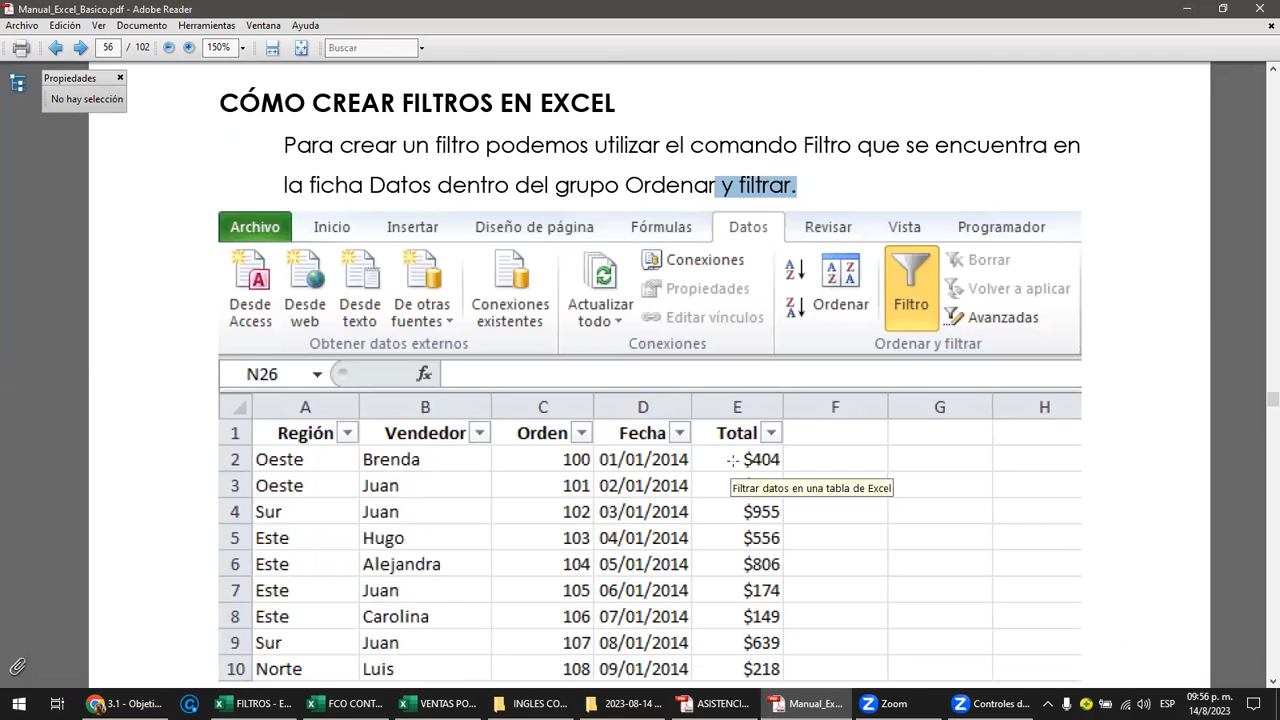 Manual_Excel_Basico.pdf - Adobe Reader
Archivo Edición Ver Documento Herramientas Ventana Ayuda
56 / 102 150% Buscar
Propiedades
No hay selección
CÓMO CREAR FILTROS EN EXCEL
Para crear un filtro podemos utilizar el comando Filtro que se encuentra en
la ficha Datos dentro del grupo Ordenar y filtrar.
Archivo Inicio Insertar Diseño de página Fórmulas Datos Revisar Vista Programador
Desde Access
Desde web
Desde texto
De otras fuentes
Conexiones existentes
Actualizar todo
Conexiones
Propiedades
Editar vínculos
Ordenar
Filtro
Borrar
Volver a aplicar
Avanzadas
Obtener datos externos Conexiones Ordenar y filtrar
N26 fx
A B C D E F G H
1 Región Vendedor Orden Fecha Total
2 Oeste Brenda 100 01/01/2014 $404
3 Oeste Juan 101 02/01/2014
Filtrar datos en una tabla de Excel
4 Sur Juan 102 03/01/2014 $955
5 Este Hugo 103 04/01/2014 $556
6 Este Alejandra 104 05/01/2014 $806
7 Este Juan 105 06/01/2014 $174
8 Este Carolina 106 07/01/2014 $149
9 Sur Juan 107 08/01/2014 $639
10 Norte Luis 108 09/01/2014 $218
3.1 - Objeti... FILTROS - E... FCO CONT... VENTAS PO... INGLES CO... 2023-08-14 ... ASISTENCI... Manual_Ex... Zoom Controles d... ESP 09:56 p. m.
14/8/2023